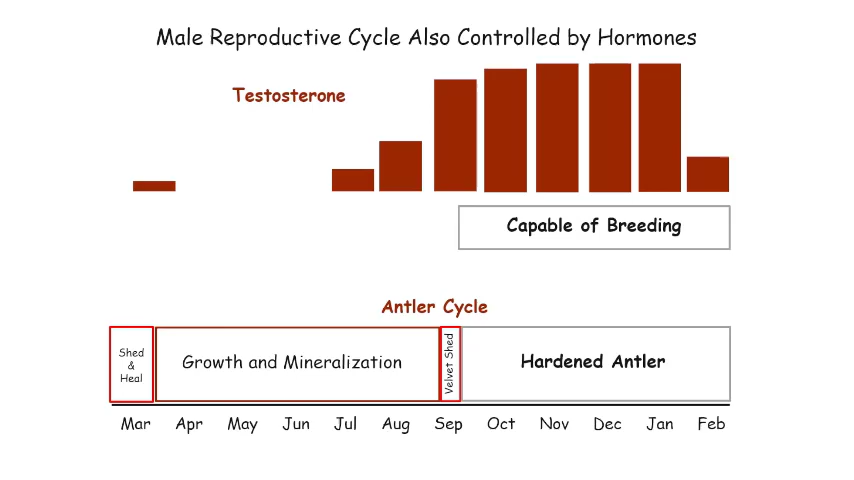 Male Reproductive Cycle Also Controlled by Hormones
Testosterone
Capable of Breeding
Antler Cycle
Shed
&
Heal
Growth and Mineralization
Velvet Shed
Hardened Antler
Mar Apr May Jun Jul Aug Sep Oct Nov Dec Jan Feb